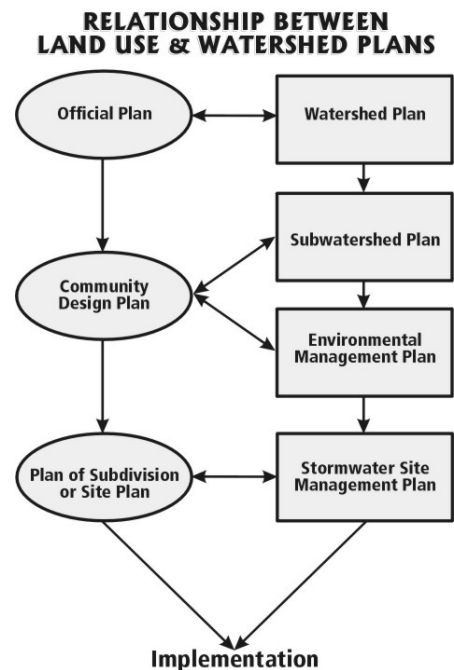 RELATIONSHIP BETWEEN
LAND USE & WATERSHED PLANS
Official Plan
Watershed Plan
Subwatershed Plan
Community
Design Plan
Environmental
Management Plan
Plan of Subdivision
or Site Plan
Stormwater Site
Management Plan
Implementation